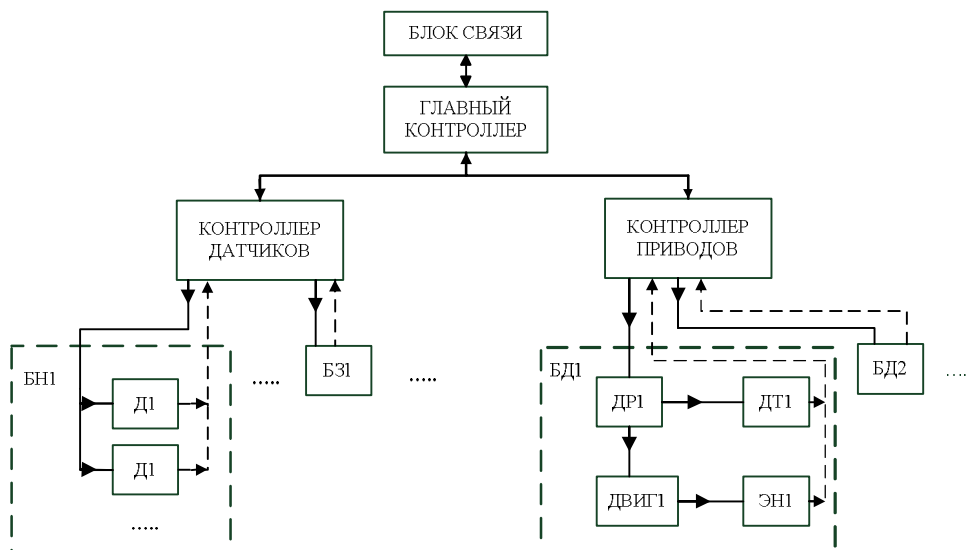 БЛОК СВЯЗИ
ГЛАВНЫЙ
КОНТРОЛЛЕР
КОНТРОЛЛЕР
ДАТЧИКОВ
КОНТРОЛЛЕР
ПРИВОДОВ
БН1
Д1
Д1
.....
.....
БЗ1
.....
БД1
ДР1
ДТ1
ДВИГ1
ЭН1
БД2
....